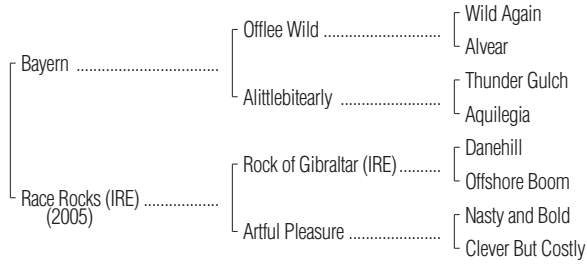 Wild Again
Offlee Wild ........................
Alvear
Bayern .............................
Thunder Gulch
Alittlebitearly .....................
Aquilegia
Danehill
Rock of Gibraltar (IRE) ..........
Offshore Boom
Race Rocks (IRE) ...............
(2005)
Nasty and Bold
Artful Pleasure ....................
Clever But Costly